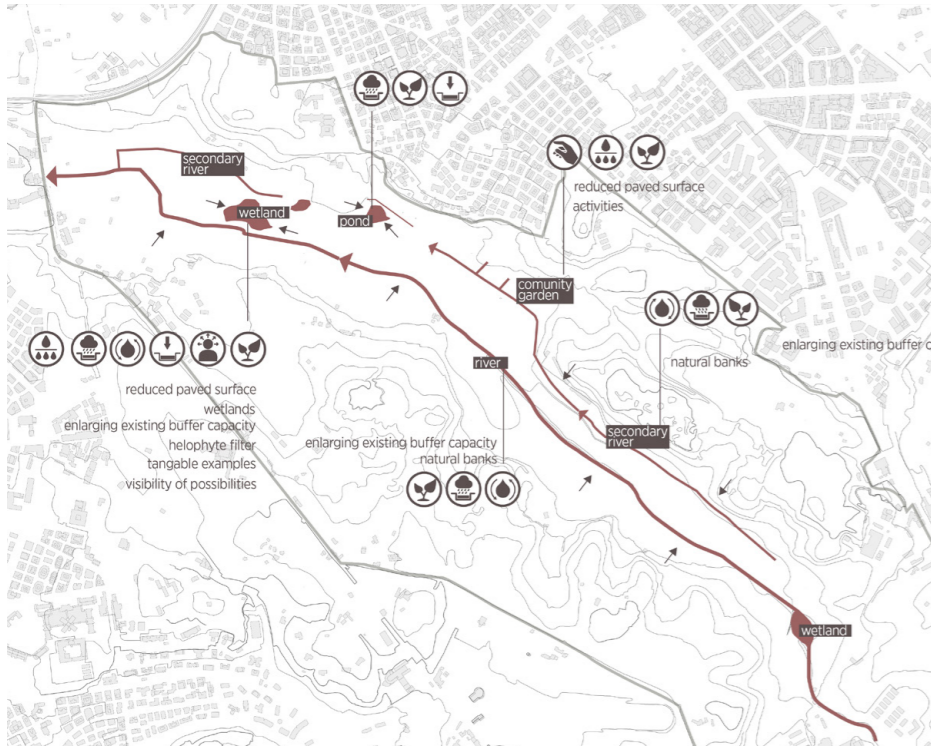 secondary
river
wetland
pond
reduced paved surface
activities
comunity
garden
natural banks
enlarging existing buffer c
reduced paved surface
wetlands
enlarging existing buffer capacity
helophyte filter
tangable examples
visibility of possibilities
river
enlarging existing buffer capacity
natural banks
secondary
river
wetland